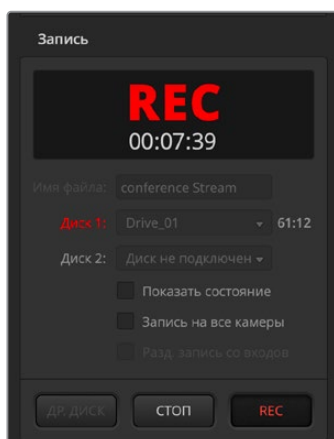 Запись
REC
00:07:39
Имя файла: conference Stream
Диск 1: Drive_01 61:12
Диск 2: Диск не подключен
Показать состояние
Запись на все камеры
Разд. запись со входов
ДР. ДИСК СТОП REC